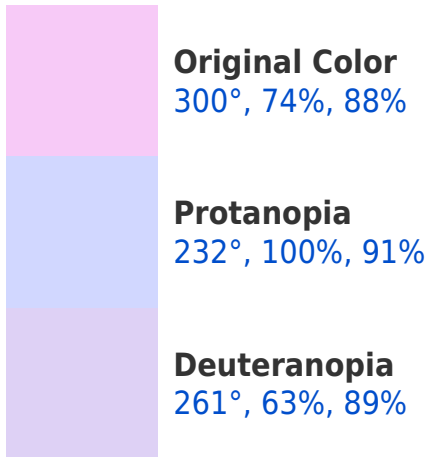 Original Color
300°, 74%, 88%
Protanopia
232°, 100%, 91%
Deuteranopia
261°, 63%, 89%